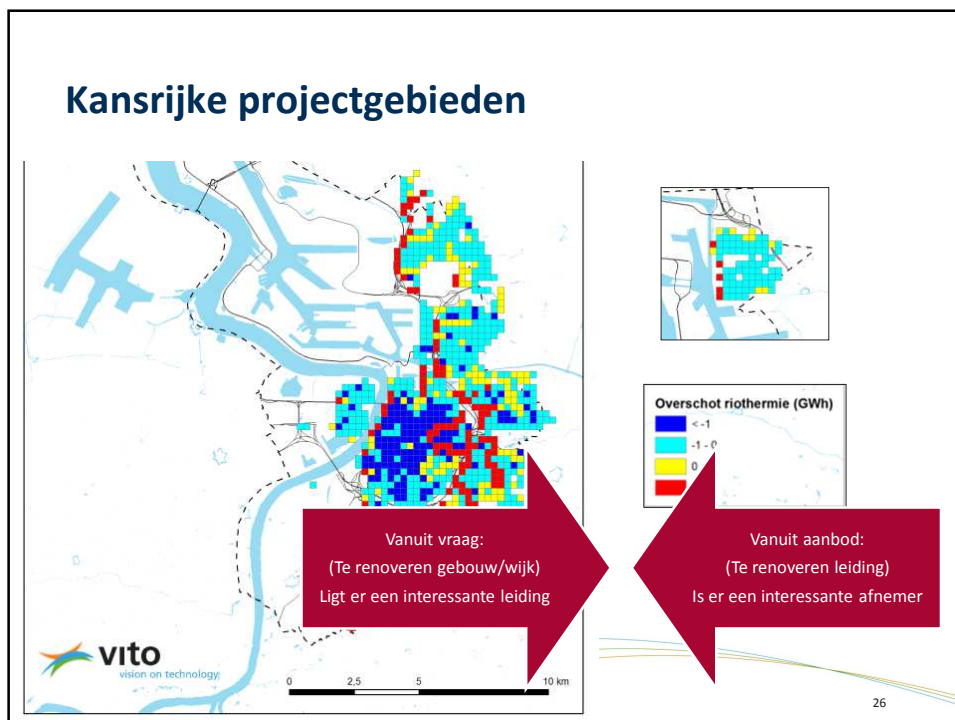 Kansrijke projectgebieden
Overschot riothermie (GWh)
< -1
-1 - 0
0
Vanuit vraag:
(Te renoveren gebouw/wijk)
Ligt er een interessante leiding
Vanuit aanbod:
(Te renoveren leiding)
Is er een interessante afnemer
vito
vision on technology
0 2,5 5 10 km
26